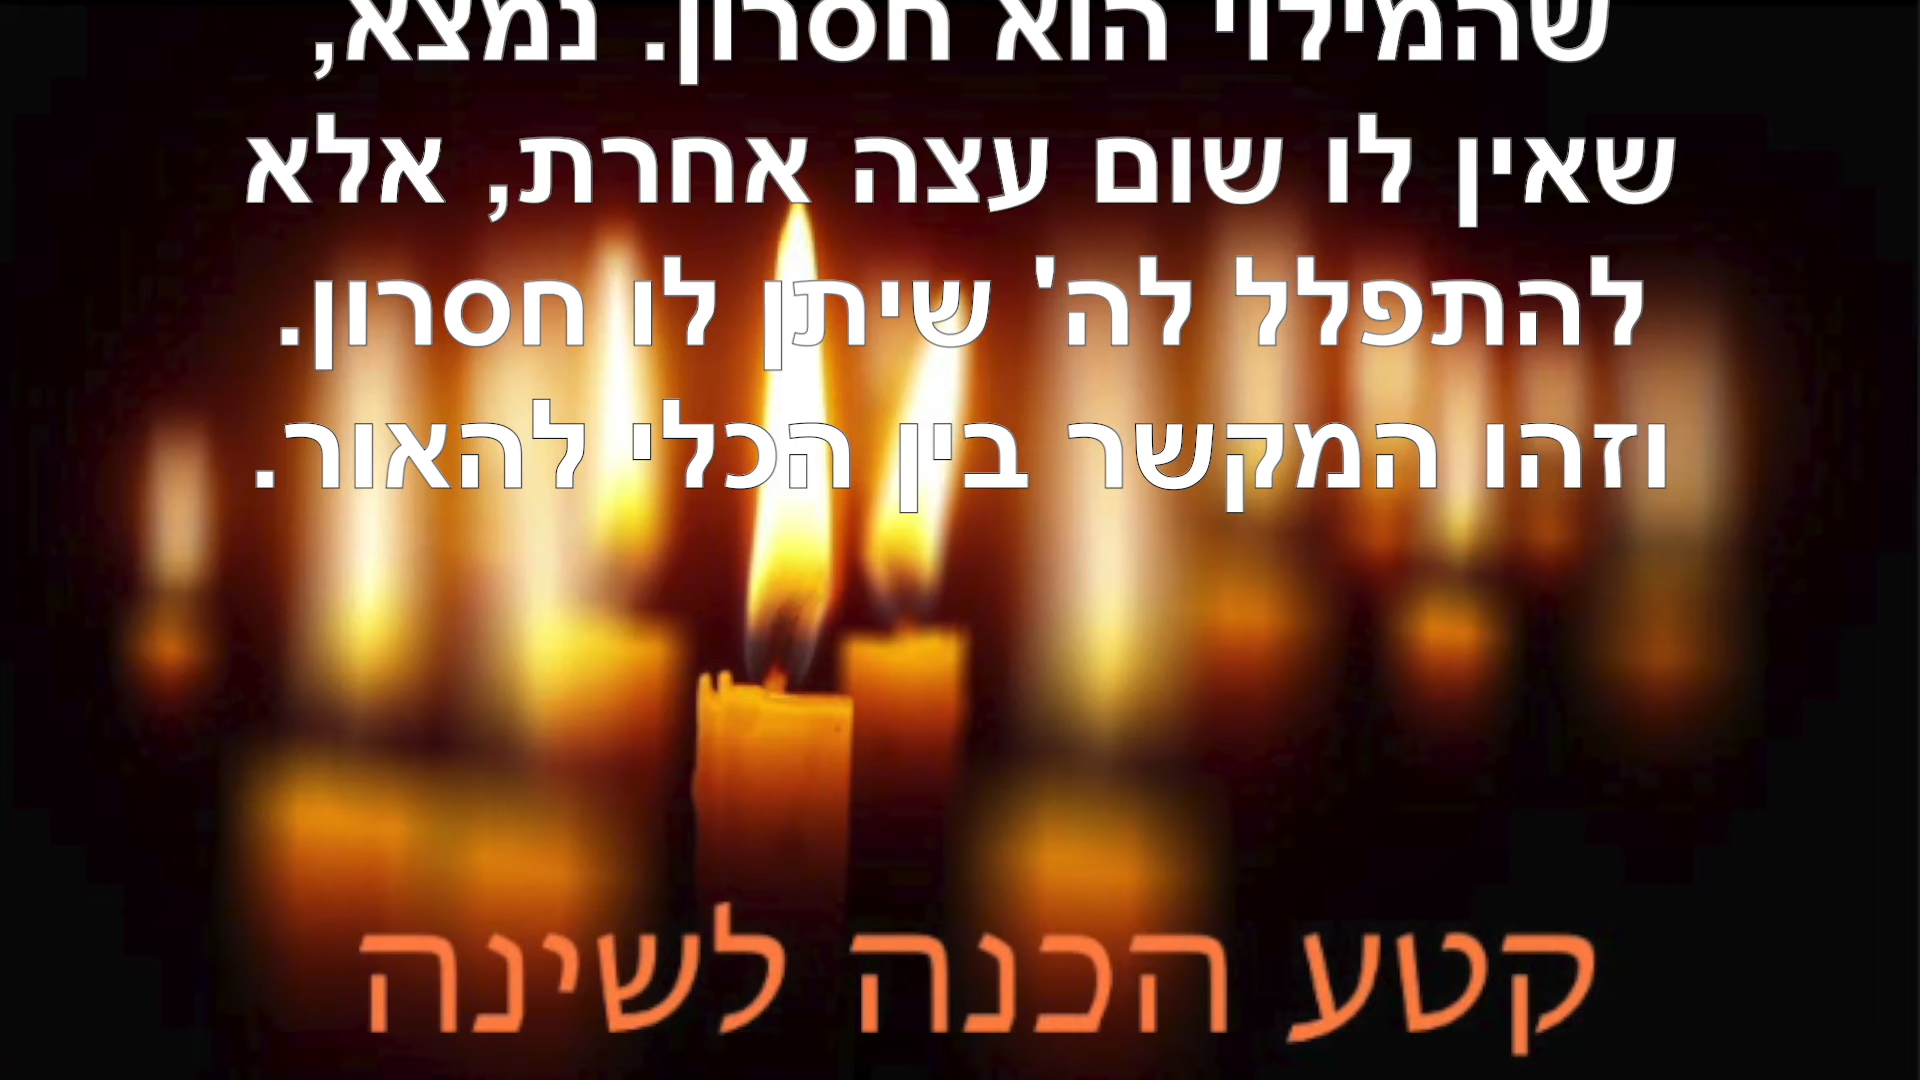 שהמילוי הוא חסרון. נמצא,
שאין לו שום עצה אחרת, אלא
להתפלל לה' שיתן לו חסרון.
וזהו המקשר בין הכלי להאור.
קטע הכנה לשינה